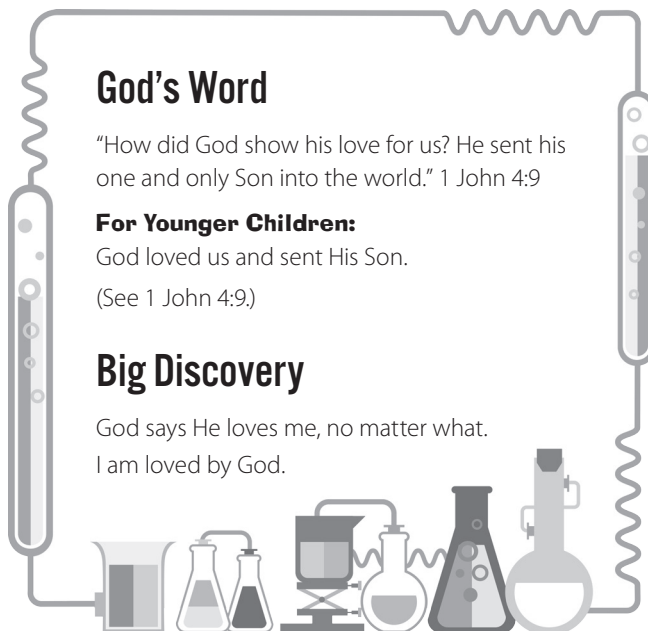 God’s Word
“How did God show his love for us? He sent his
one and only Son into the world.” 1 John 4:9
For Younger Children:
God loved us and sent His Son.
(See 1 John 4:9.)
Big Discovery
God says He loves me, no matter what.
I am loved by God.